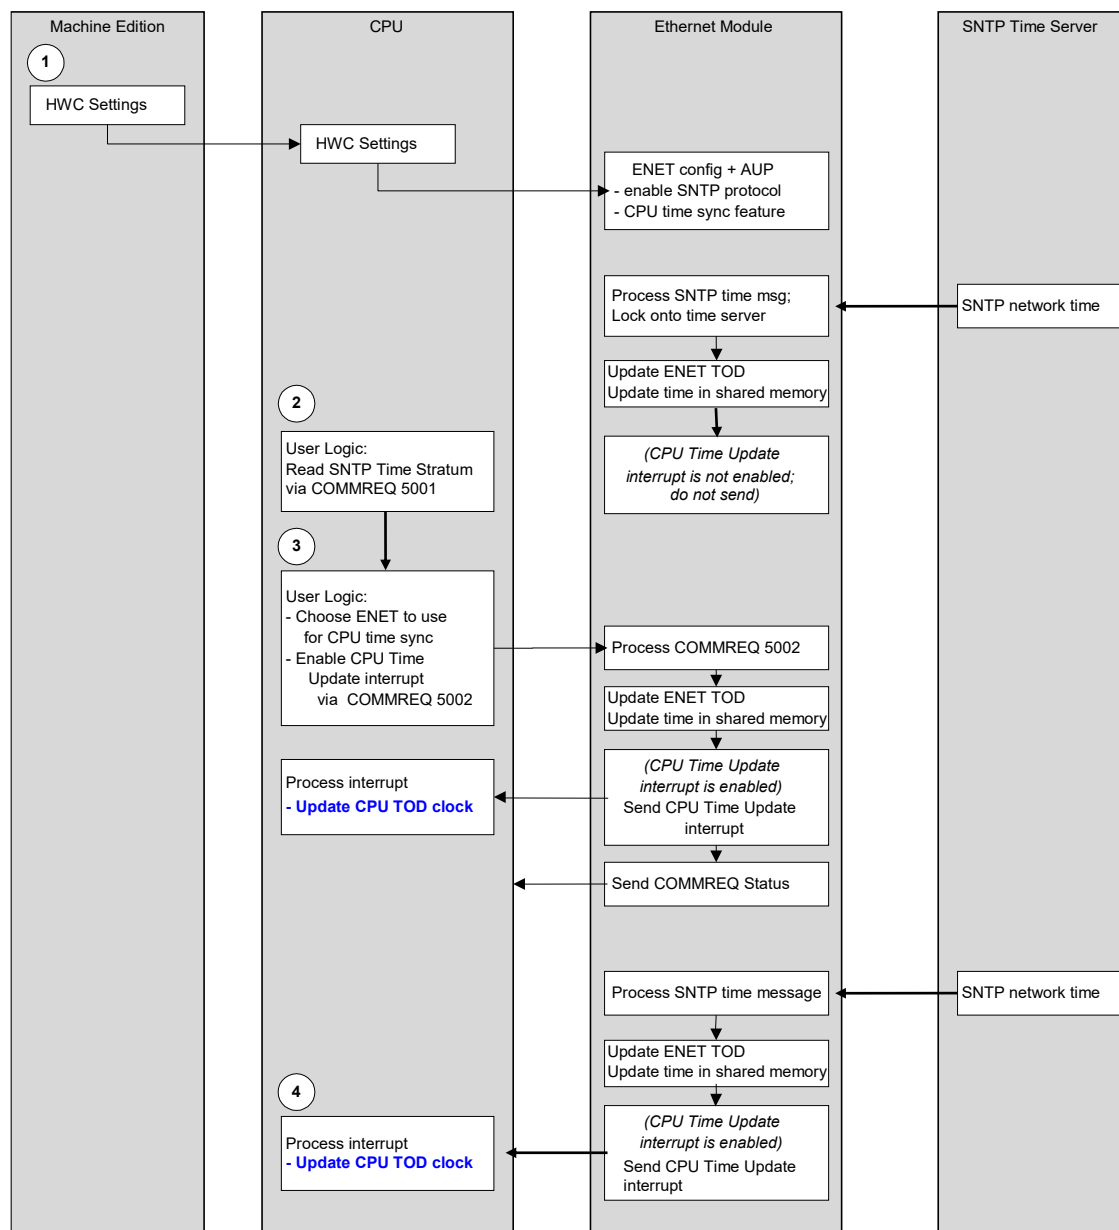 Machine Edition
CPU
Ethernet Module
SNTP Time Server
1
HWC Settings
HWC Settings
ENET config + AUP
- enable SNTP protocol
- CPU time sync feature
Process SNTP time msg;
Lock onto time server
SNTP network time
Update ENET TOD
Update time in shared memory
2
User Logic:
Read SNTP Time Stratum
via COMMREQ 5001
(CPU Time Update
interrupt is not enabled;
do not send)
3
User Logic:
- Choose ENET to use
for CPU time sync
- Enable CPU Time
Update interrupt
via COMMREQ 5002
Process COMMREQ 5002
Update ENET TOD
Update time in shared memory
(CPU Time Update
interrupt is enabled)
Send CPU Time Update
interrupt
Process interrupt
- Update CPU TOD clock
Send COMMREQ Status
Process SNTP time message
SNTP network time
Update ENET TOD
Update time in shared memory
4
(CPU Time Update
interrupt is enabled)
Send CPU Time Update
interrupt
Process interrupt
- Update CPU TOD clock